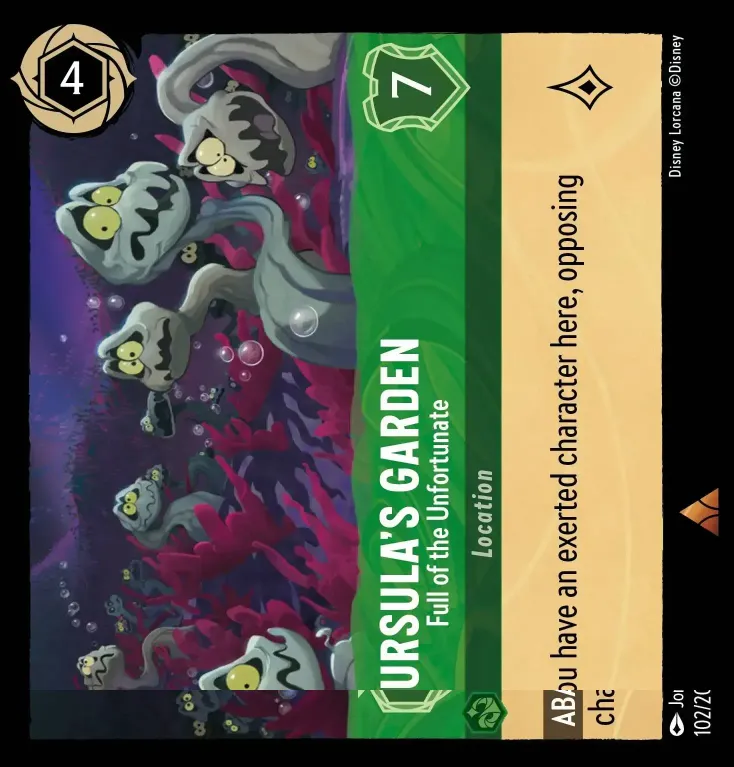 4
7
URSULA'S GARDEN
Full of the Unfortunate
Location
ou have an exerted character here, opposing
102/2
Disney Lorcana ©Disney